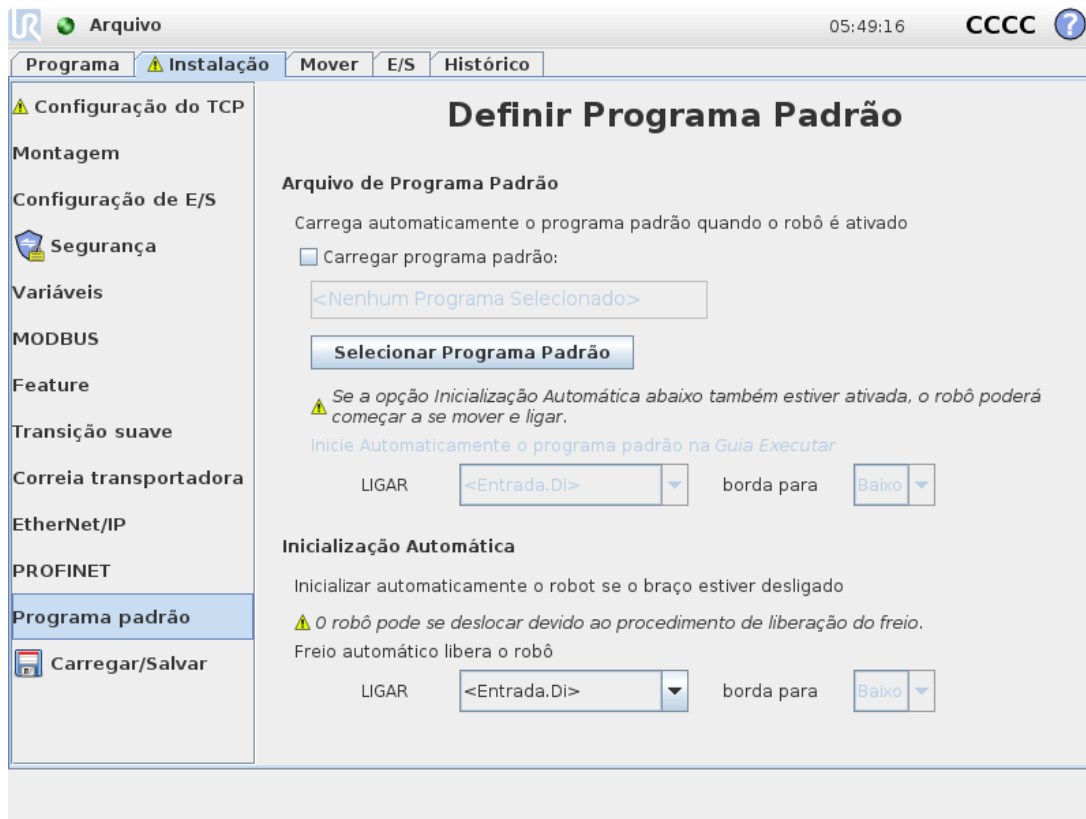 UR
Arquivo
05:49:16
CCCC
?
Programa
Instalação
Mover
E/S
Histórico
Configuração do TCP
Montagem
Configuração de E/S
Segurança
Variáveis
MODBUS
Feature
Transição suave
Correia transportadora
EtherNet/IP
PROFINET
Programa padrão
Carregar/Salvar
Definir Programa Padrão
Arquivo de Programa Padrão
Carrega automaticamente o programa padrão quando o robô é ativado
Carregar programa padrão:
<Nenhum Programa Selecionado>
Selecionar Programa Padrão
Se a opção Inicialização Automática abaixo também estiver ativada, o robô poderá
começar a se mover e ligar.
Inicie Automaticamente o programa padrão na Guia Executar
LIGAR <Entrada.Di> borda para Baixo
Inicialização Automática
Inicializar automaticamente o robot se o braço estiver desligado
O robô pode se deslocar devido ao procedimento de liberação do freio.
Freio automático libera o robô
LIGAR <Entrada.Di> borda para Baixo